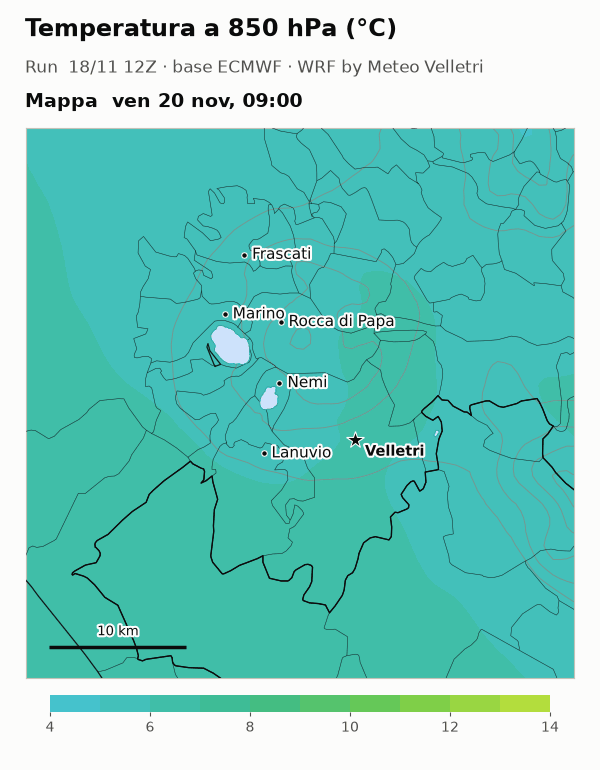 Temperatura a 850 hPa (°C)
Run  18/11 12Z · base ECMWF · WRF by Meteo Velletri
Mappa  ven 20 nov, 09:00
Frascati
Marino
Rocca di Papa
Nemi
Velletri
Lanuvio
10 km
4 6 8 10 12 14